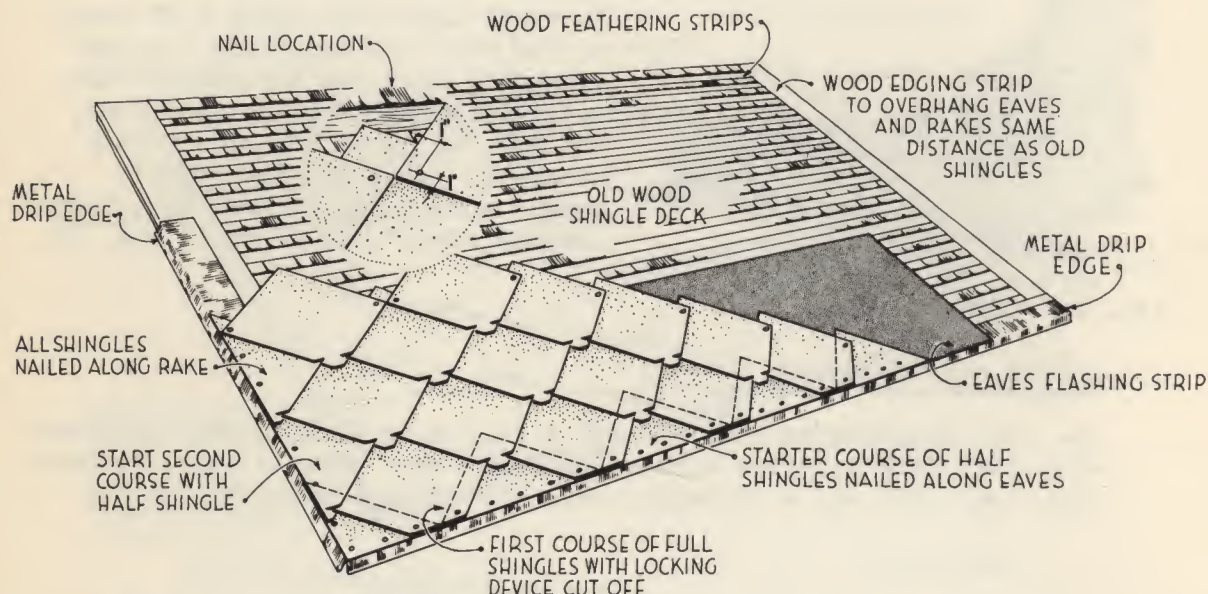 WOOD FEATHERING STRIPS
NAIL LOCATION
WOOD EDGING STRIP
TO OVERHANG EAVES
AND RAKES SAME
DISTANCE AS OLD
SHINGLES
1"
1"
METAL
DRIP EDGE
OLD WOOD
SHINGLE DECK
METAL DRIP
EDGE
ALL SHINGLES
NAILED ALONG RAKE
EAVES FLASHING STRIP
START SECOND
COURSE WITH
HALF SHINGLE
STARTER COURSE OF HALF
SHINGLES NAILED ALONG EAVES
FIRST COURSE OF FULL
SHINGLES WITH LOCKING
DEVICE CUT OFF